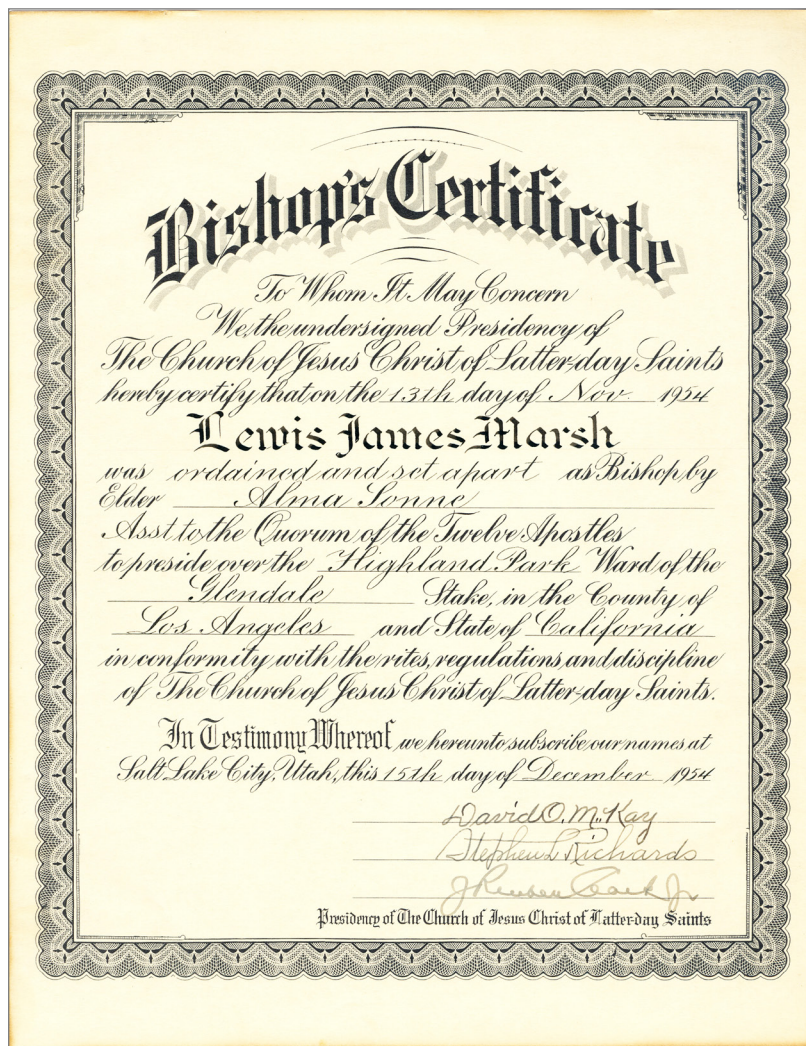 Bishop's Certificate
To Whom It May Concern
We, the undersigned Presidency of
The Church of Jesus Christ of Latter-day Saints
hereby certify that on the 13th day of Nov. 1954
Lewis James Marsh
was ordained and set apart as Bishop by
Elder Alma Sonne
Asst to the Quorum of the Twelve Apostles
to preside over the Highland Park Ward of the
Glendale Stake, in the County of
Los Angeles and State of California
in conformity with the rites, regulations, and discipline
of The Church of Jesus Christ of Latter-day Saints.
In Testimony Whereof we hereunto subscribe our names at
Salt Lake City, Utah, this 15th day of December 1954
David O. McKay
Stephen L Richards
J Reuben Clark Jr
Presidency of The Church of Jesus Christ of Latter-day Saints